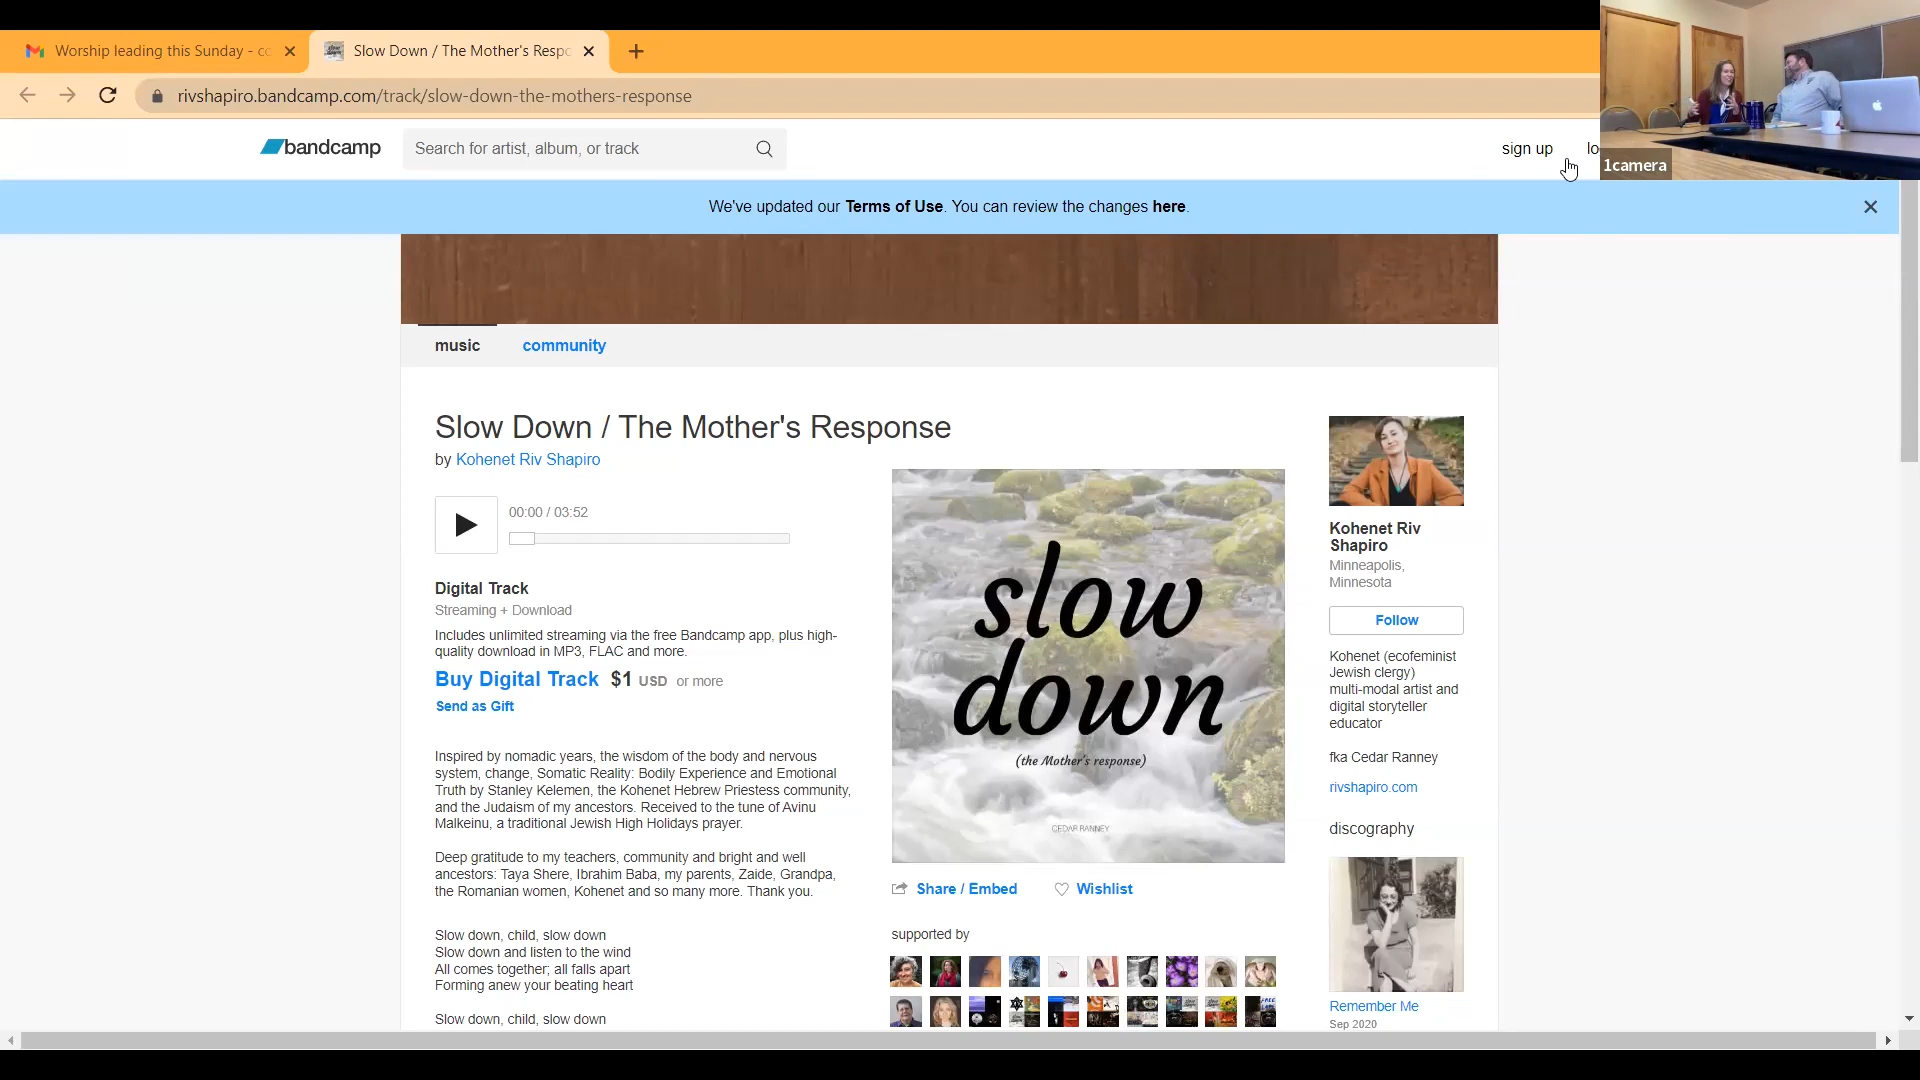 Worship leading this Sunday - co
Slow Down / The Mother's Respo
rivshapiro.bandcamp.com/track/slow-down-the-mothers-response
bandcamp
Search for artist, album, or track
sign up
lo
1camera
We've updated our Terms of Use. You can review the changes here.
music
community
Slow Down / The Mother's Response
by Kohenet Riv Shapiro
00:00 / 03:52
Digital Track
Streaming + Download
Includes unlimited streaming via the free Bandcamp app, plus high-
quality download in MP3, FLAC and more.
Buy Digital Track $1 USD or more
Send as Gift
Inspired by nomadic years, the wisdom of the body and nervous
system, change, Somatic Reality: Bodily Experience and Emotional
Truth by Stanley Kelemen, the Kohenet Hebrew Priestess community,
and the Judaism of my ancestors. Received to the tune of Avinu
Malkeinu, a traditional Jewish High Holidays prayer.
Deep gratitude to my teachers, community and bright and well
ancestors: Taya Shere, Ibrahim Baba, my parents, Zaide, Grandpa,
the Romanian women, Kohenet and so many more. Thank you.
Slow down, child, slow down
Slow down and listen to the wind
All comes together; all falls apart
Forming anew your beating heart
Slow down, child, slow down
slow
down
(the Mother's response)
CEDAR RANNEY
Share / Embed
Wishlist
supported by
Kohenet Riv
Shapiro
Minneapolis,
Minnesota
Follow
Kohenet (ecofeminist
Jewish clergy)
multi-modal artist and
digital storyteller
educator
fka Cedar Ranney
rivshapiro.com
discography
Remember Me
Sep 2020